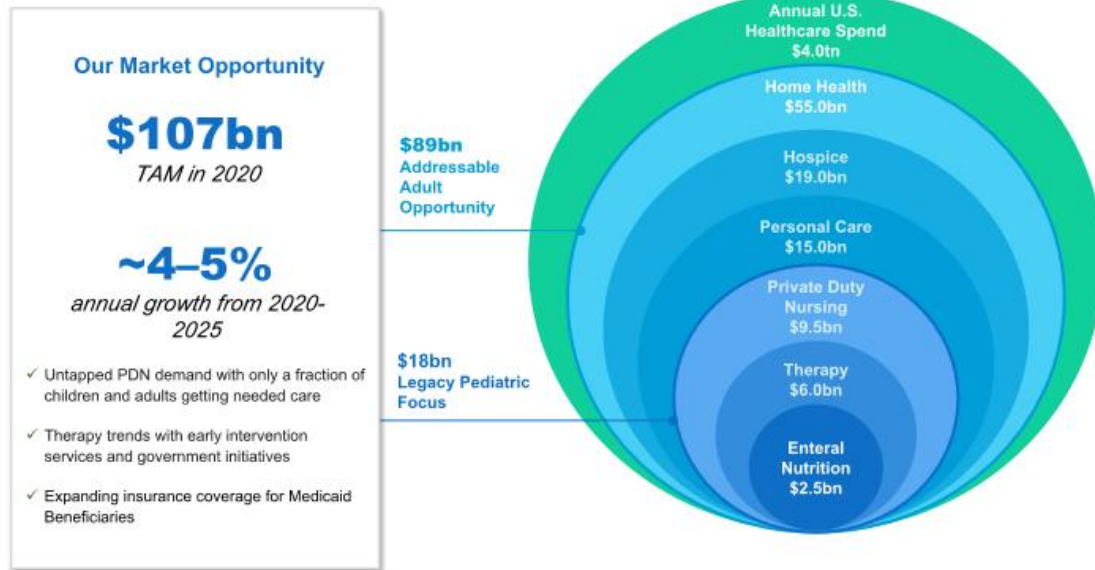 Our Market Opportunity
$107bn
TAM in 2020
~4–5%
annual growth from 2020-
2025
✓ Untapped PDN demand with only a fraction of
children and adults getting needed care
✓ Therapy trends with early intervention
services and government initiatives
✓ Expanding insurance coverage for Medicaid
Beneficiaries
$89bn
Addressable
Adult
Opportunity
$18bn
Legacy Pediatric
Focus
Annual U.S.
Healthcare Spend
$4.0tn
Home Health
$55.0bn
Hospice
$19.0bn
Personal Care
$15.0bn
Private Duty
Nursing
$9.5bn
Therapy
$6.0bn
Enteral
Nutrition
$2.5bn